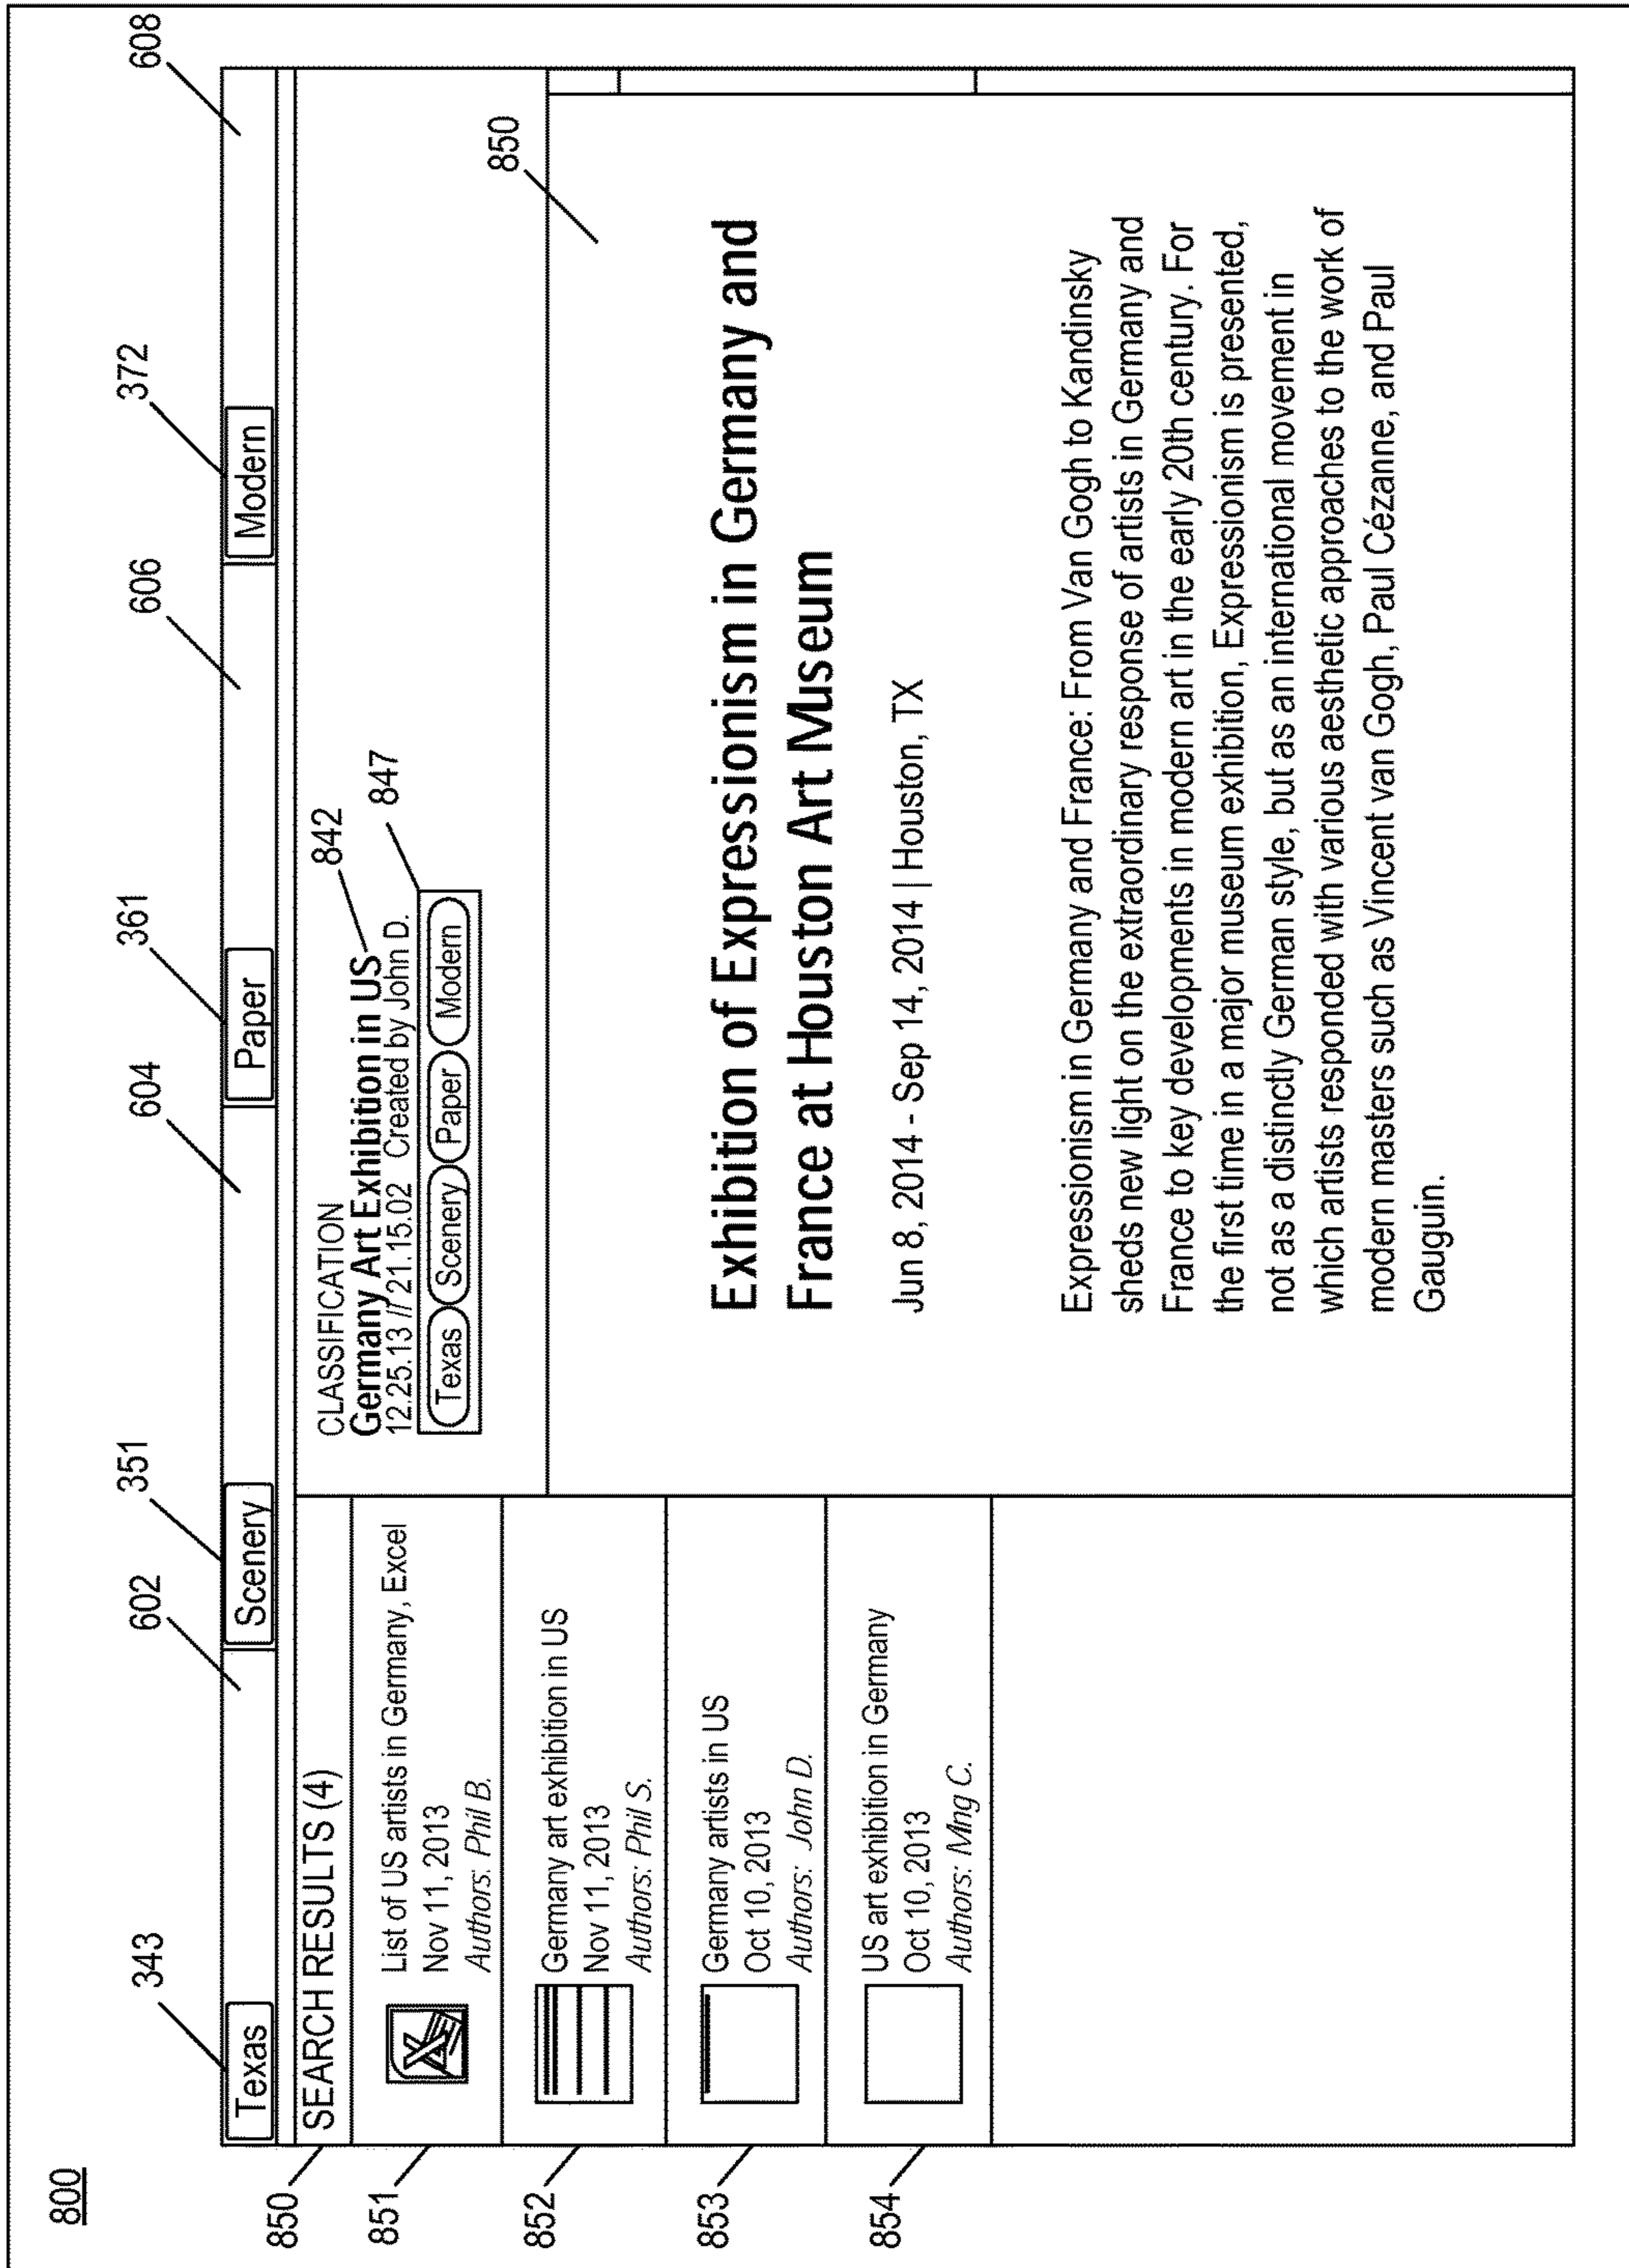 800
343
602
351
604
361
606
372
608
Texas
Scenery
Paper
Modern
850
SEARCH RESULTS (4)
851
List of US artists in Germany, Excel
Nov 11, 2013
Authors: Phil B.
852
Germany art exhibition in US
Nov 11, 2013
Authors: Phil S.
853
Germany artists in US
Oct 10, 2013
Authors: John D.
854
US art exhibition in Germany
Oct 10, 2013
Authors: Ming C.
CLASSIFICATION
842
Germany Art Exhibition in US
12.25.13 // 21.15.02 Created by John D.
847
Texas Scenery Paper Modern
850
Exhibition of Expressionism in Germany and
France at Houston Art Museum
Jun 8, 2014 - Sep 14, 2014 | Houston, TX
Expressionism in Germany and France: From Van Gogh to Kandinsky
sheds new light on the extraordinary response of artists in Germany and
France to key developments in modern art in the early 20th century. For
the first time in a major museum exhibition, Expressionism is presented,
not as a distinctly German style, but as an international movement in
which artists responded with various aesthetic approaches to the work of
modern masters such as Vincent van Gogh, Paul Cézanne, and Paul
Gauguin.